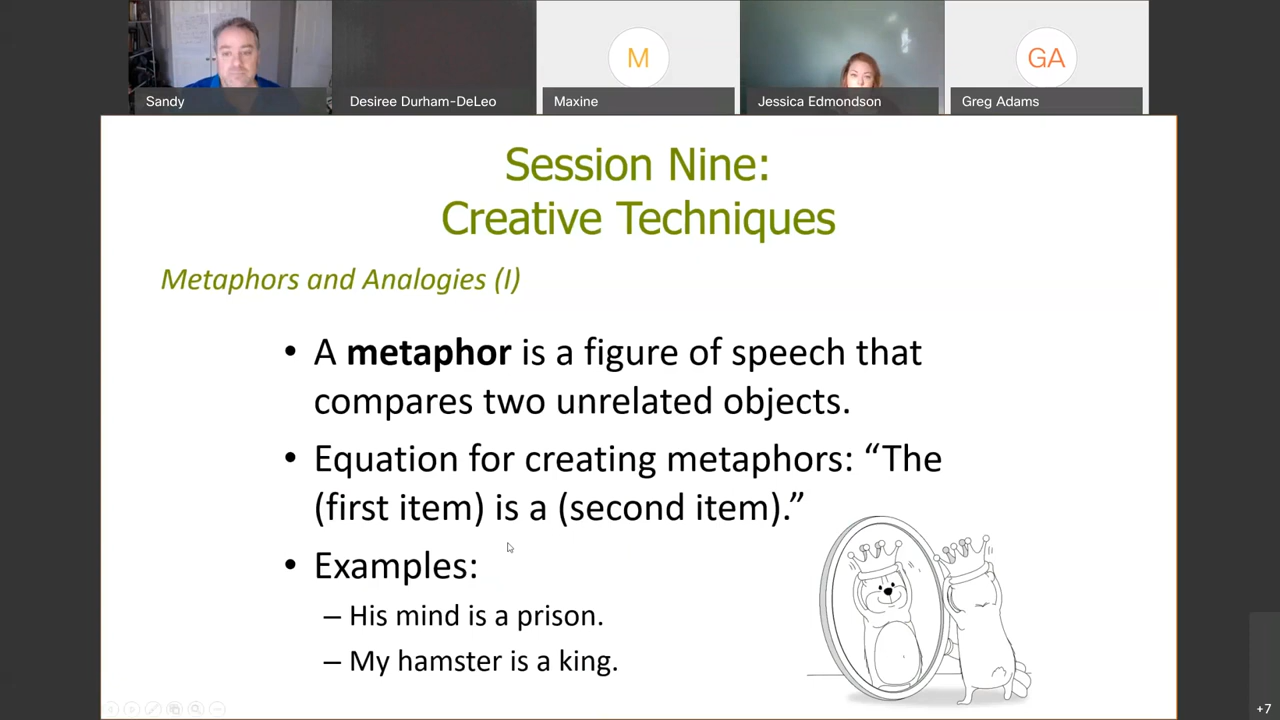 M
GA
Sandy
Desiree Durham-DeLeo
Maxine
Jessica Edmondson
Greg Adams
Session Nine:
Creative Techniques
Metaphors and Analogies (I)
• A metaphor is a figure of speech that
compares two unrelated objects.
• Equation for creating metaphors: “The
(first item) is a (second item).”
• Examples:
– His mind is a prison.
– My hamster is a king.
+7